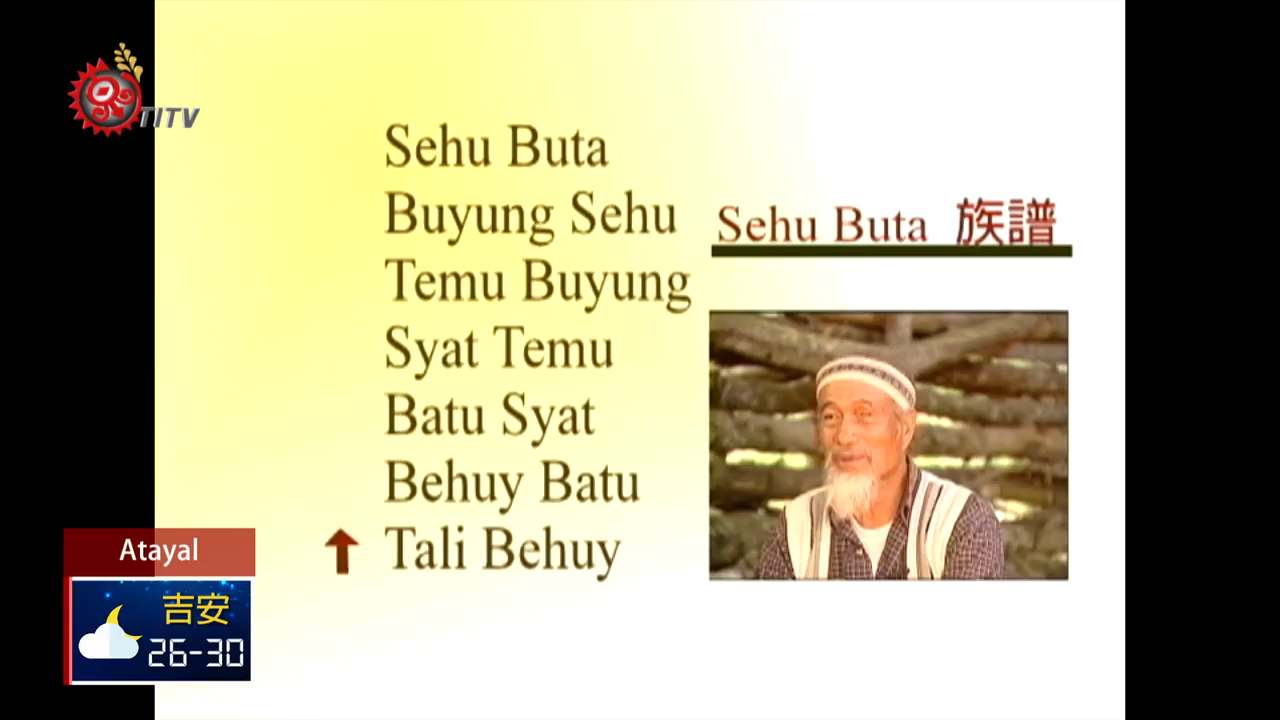 TITV
Sehu Buta
Buyung Sehu
Temu Buyung
Syat Temu
Batu Syat
Behuy Batu
Tali Behuy
Sehu Buta 族譜
Atayal
吉安
26-30